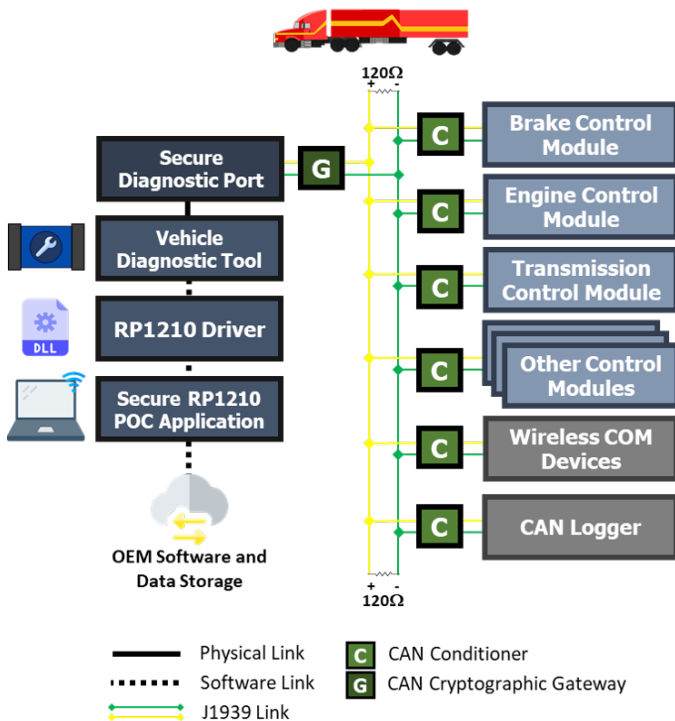 120Ω
+ -
Secure
Diagnostic Port
G
C
Brake Control
Module
C
Engine Control
Module
Vehicle
Diagnostic Tool
C
Transmission
Control Module
DLL
RP1210 Driver
C
Other Control
Modules
Secure RP1210
POC Application
C
Wireless COM
Devices
C
CAN Logger
OEM Software and
Data Storage
+ -
120Ω
Physical Link
C CAN Conditioner
Software Link
G CAN Cryptographic Gateway
J1939 Link